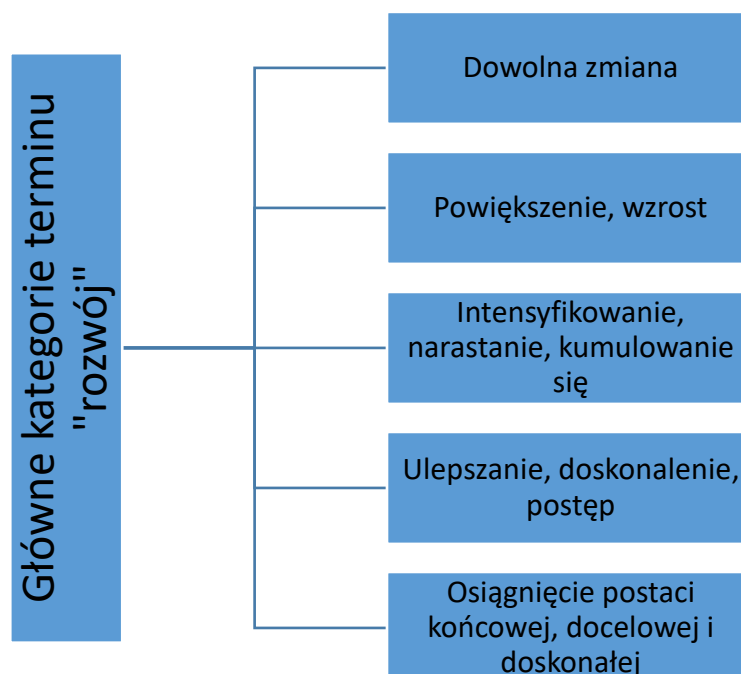 Główne kategorie terminu
"rozwój"
Dowolna zmiana
Powiększenie, wzrost
Intensyfikowanie,
narastanie, kumulowanie
się
Ulepszanie, doskonalenie,
postęp
Osiągnięcie postaci
końcowej, docelowej i
doskonałej